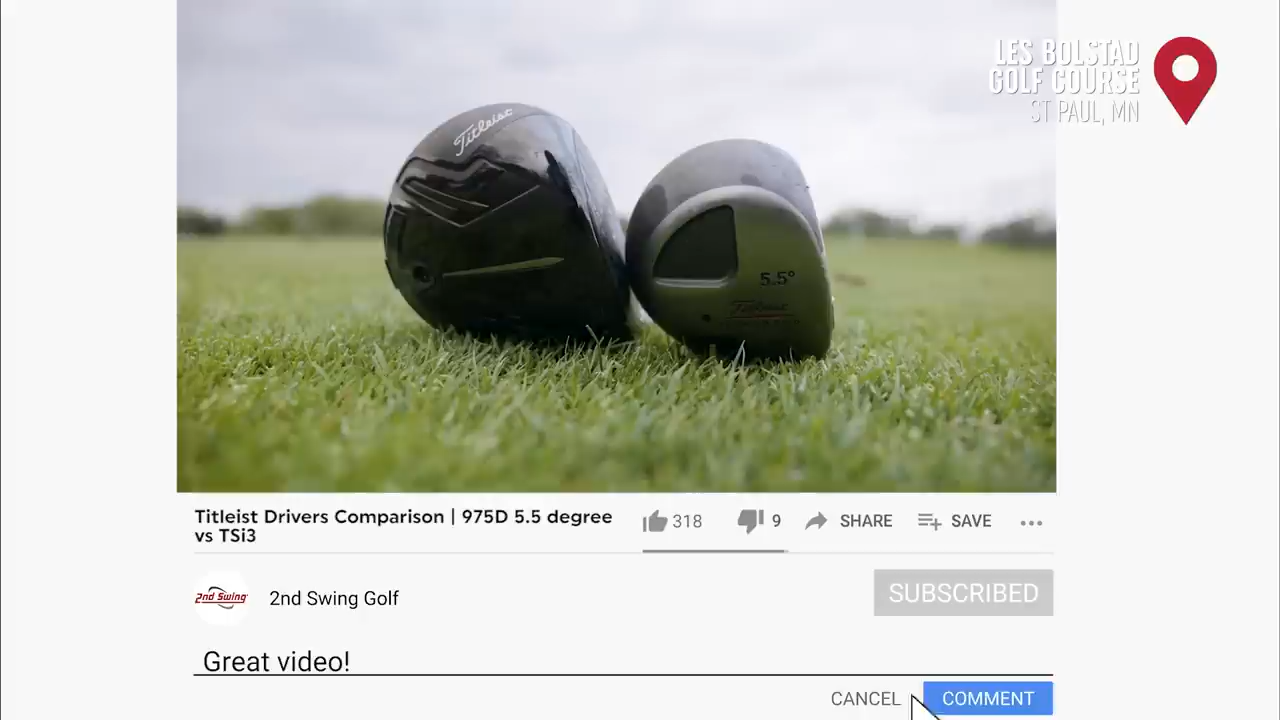 LES BOLSTAD
GOLF COURSE
ST PAUL, MN
Titleist
5.5°
Titleist
Titleist Drivers Comparison | 975D 5.5 degree
vs TSi3
318
9
SHARE
SAVE
2nd Swing
2nd Swing Golf
SUBSCRIBED
Great video!
CANCEL
COMMENT